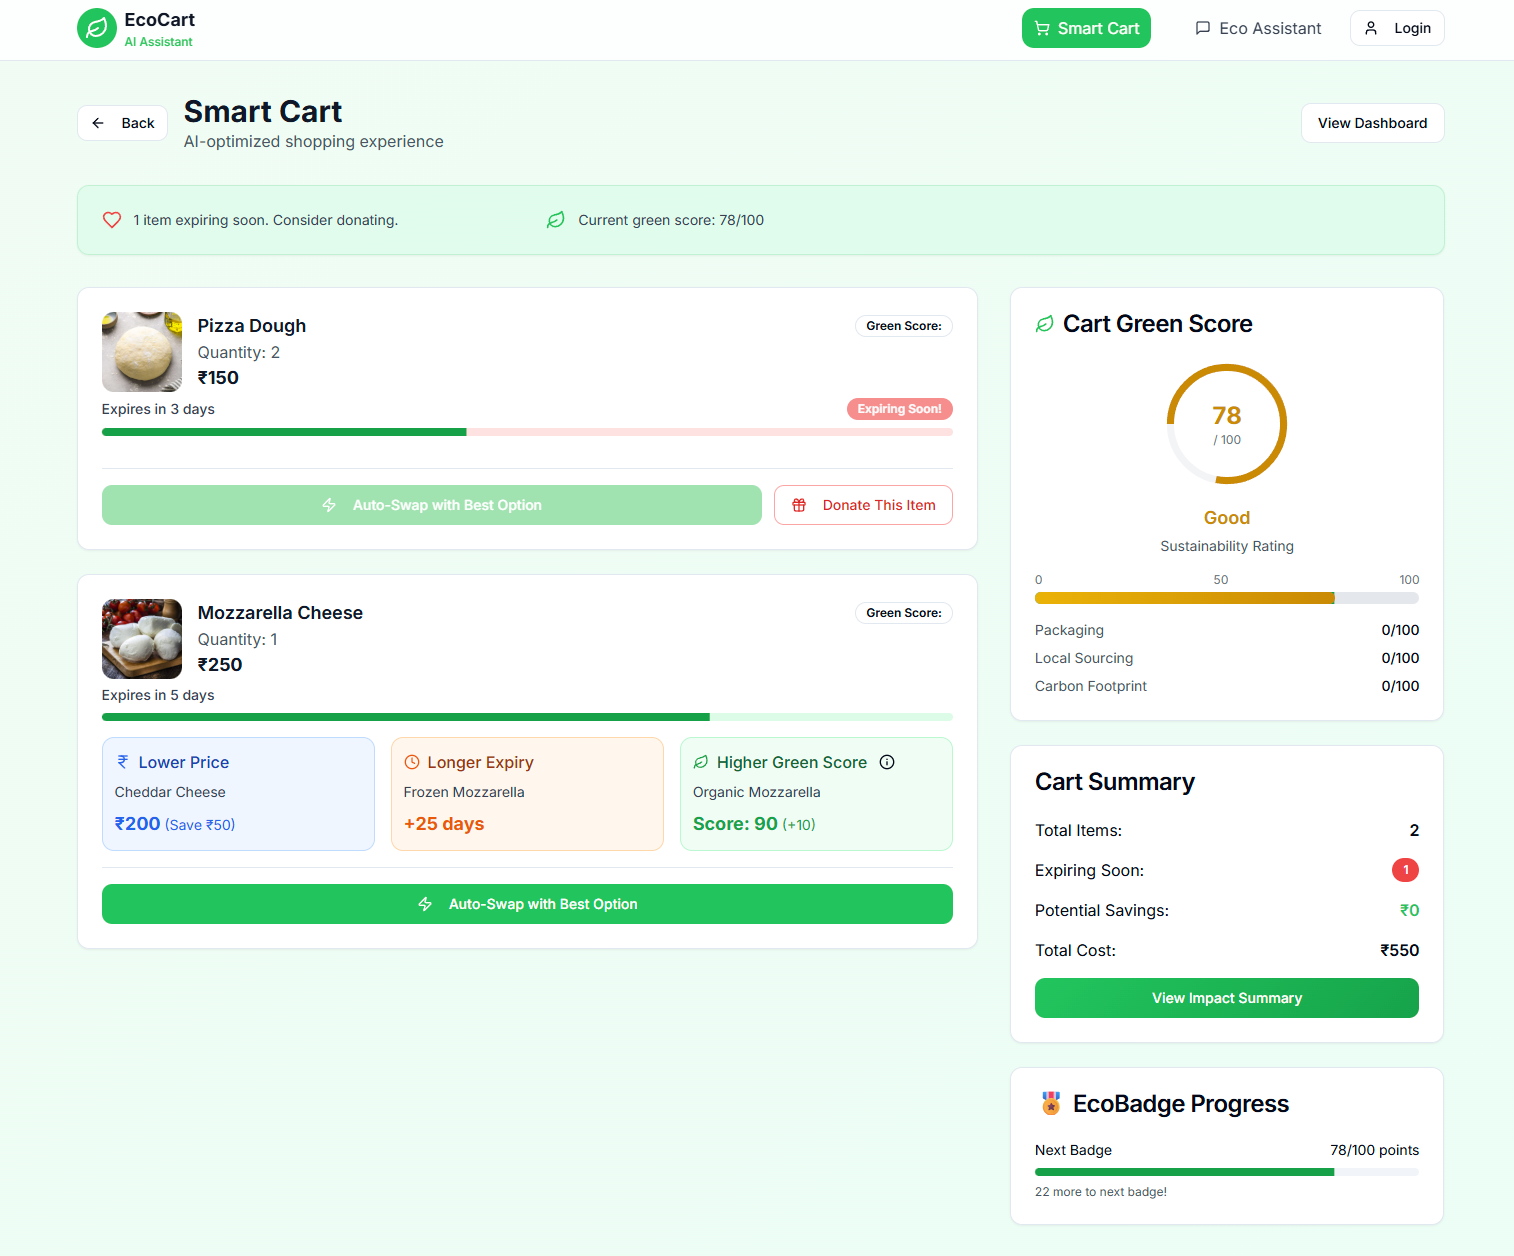 EcoCart
AI Assistant
Smart Cart
Eco Assistant
Login
Back
Smart Cart
AI-optimized shopping experience
View Dashboard
1 item expiring soon. Consider donating.
Current green score: 78/100
Pizza Dough
Green Score:
Quantity: 2
₹150
Expires in 3 days
Expiring Soon!
Auto-Swap with Best Option
Donate This Item
Mozzarella Cheese
Green Score:
Quantity: 1
₹250
Expires in 5 days
₹ Lower Price
Cheddar Cheese
₹200 (Save ₹50)
Longer Expiry
Frozen Mozzarella
+25 days
Higher Green Score
Organic Mozzarella
Score: 90 (+10)
Auto-Swap with Best Option
Cart Green Score
78
/ 100
Good
Sustainability Rating
0 50 100
Packaging 0/100
Local Sourcing 0/100
Carbon Footprint 0/100
Cart Summary
Total Items: 2
Expiring Soon: 1
Potential Savings: ₹0
Total Cost: ₹550
View Impact Summary
EcoBadge Progress
Next Badge 78/100 points
22 more to next badge!